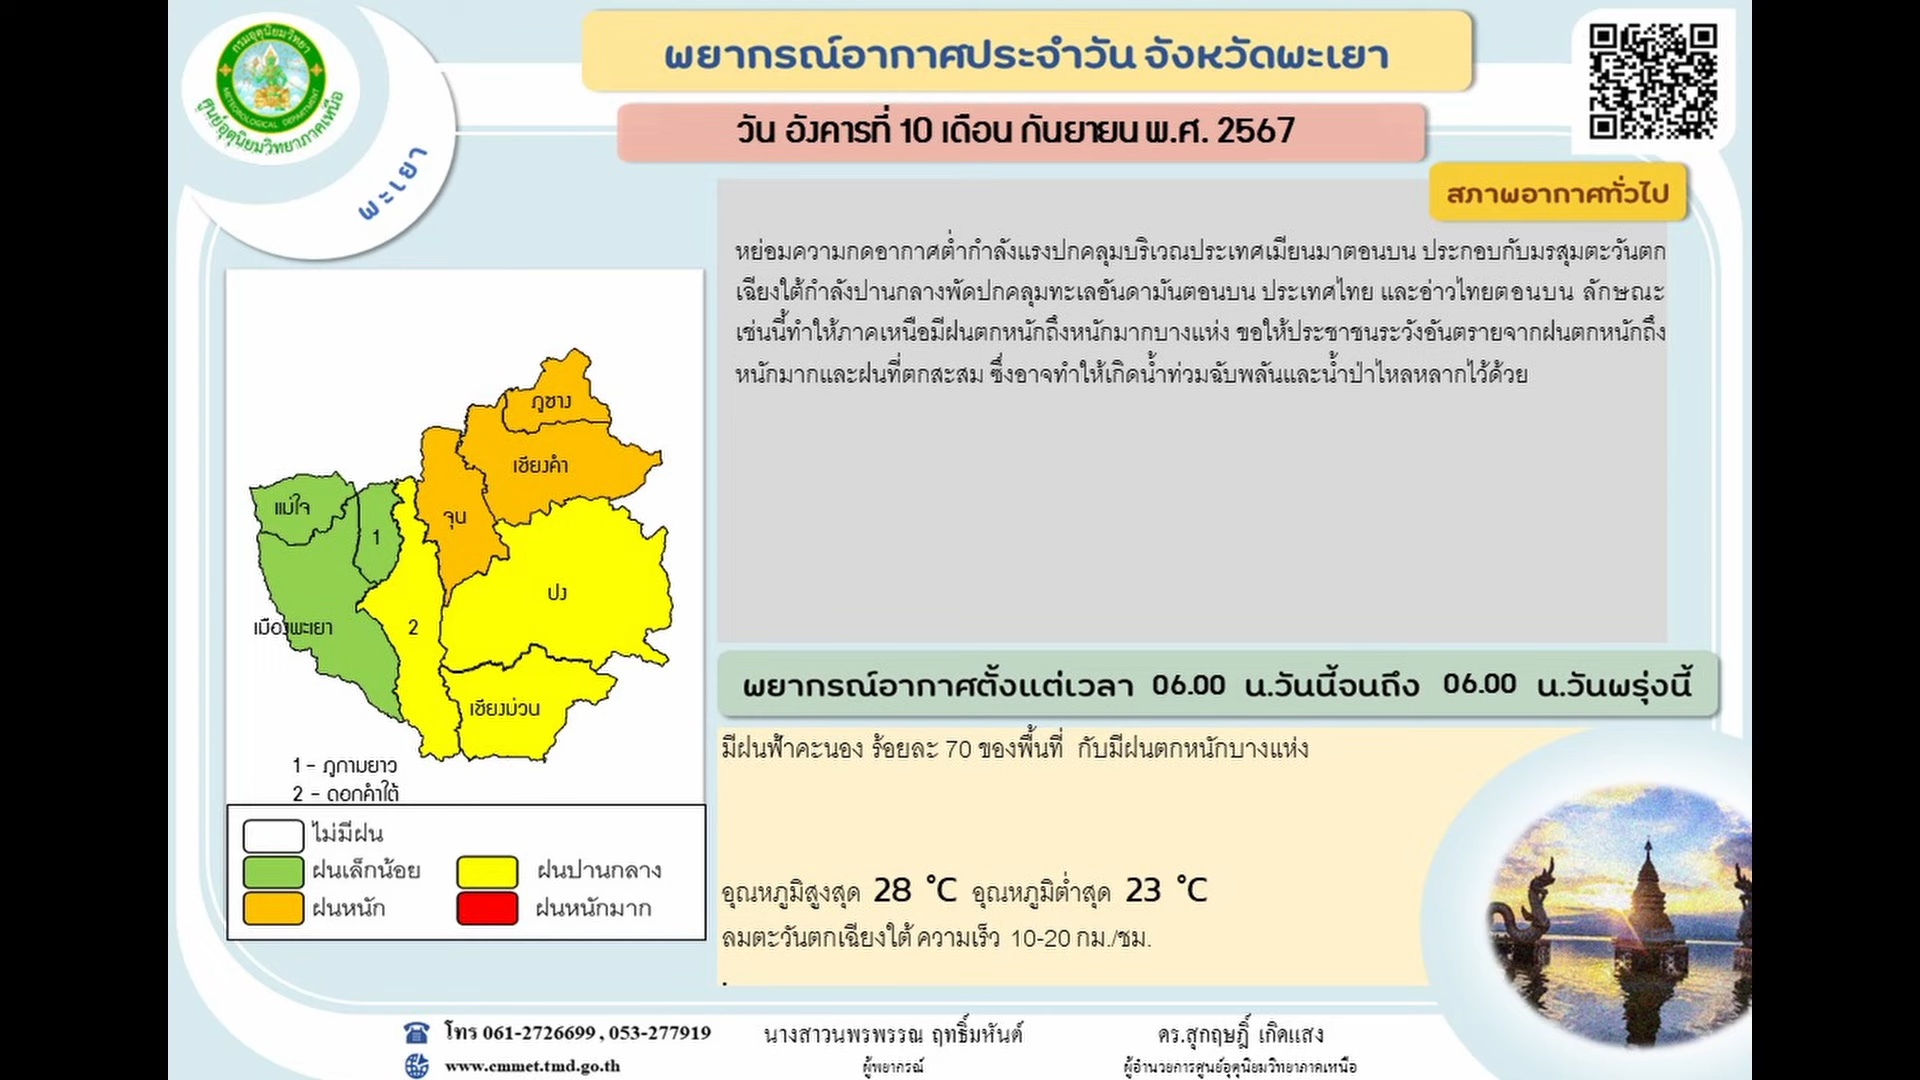 กรมอุตุนิยมวิทยา
METEOROLOGICAL DEPARTMENT
ศูนย์อุตุนิยมวิทยาภาคเหนือ
พะเยา
พยากรณ์อากาศประจำวัน จังหวัดพะเยา
วัน อังคารที่ 10 เดือน กันยายน พ.ศ. 2567
สภาพอากาศทั่วไป
หย่อมความกดอากาศต่ำกำลังแรงปกคลุมบริเวณประเทศเมียนมาตอนบน ประกอบกับมรสุมตะวันตก
เฉียงใต้กำลังปานกลางพัดปกคลุมทะเลอันดามันตอนบน ประเทศไทย และอ่าวไทยตอนบน ลักษณะ
เช่นนี้ทำให้ภาคเหนือมีฝนตกหนักถึงหนักมากบางแห่ง ขอให้ประชาชนระวังอันตรายจากฝนตกหนักถึง
หนักมากและฝนที่ตกสะสม ซึ่งอาจทำให้เกิดน้ำท่วมฉับพลันและน้ำป่าไหลหลากไว้ด้วย
ภูซาง
เชียงคำ
แม่ใจ
จุน
1
ปง
เมืองพะเยา
2
เชียงม่วน
1 - ภูกามยาว
2 - ดอกคำใต้
ไม่มีฝน
ฝนเล็กน้อย ฝนปานกลาง
ฝนหนัก ฝนหนักมาก
พยากรณ์อากาศตั้งแต่เวลา 06.00 น.วันนี้จนถึง 06.00 น.วันพรุ่งนี้
มีฝนฟ้าคะนอง ร้อยละ 70 ของพื้นที่ กับมีฝนตกหนักบางแห่ง
อุณหภูมิสูงสุด 28 °C อุณหภูมิต่ำสุด 23 °C
ลมตะวันตกเฉียงใต้ ความเร็ว 10-20 กม./ชม.
.
โทร 061-2726699 , 053-277919 นางสาวนพรพรรณ ฤทธิ์มหันต์ ดร.สุกฤษฎิ์ เกิดแสง
www.cmmet.tmd.go.th ผู้พยากรณ์ ผู้อำนวยการศูนย์อุตุนิยมวิทยาภาคเหนือ